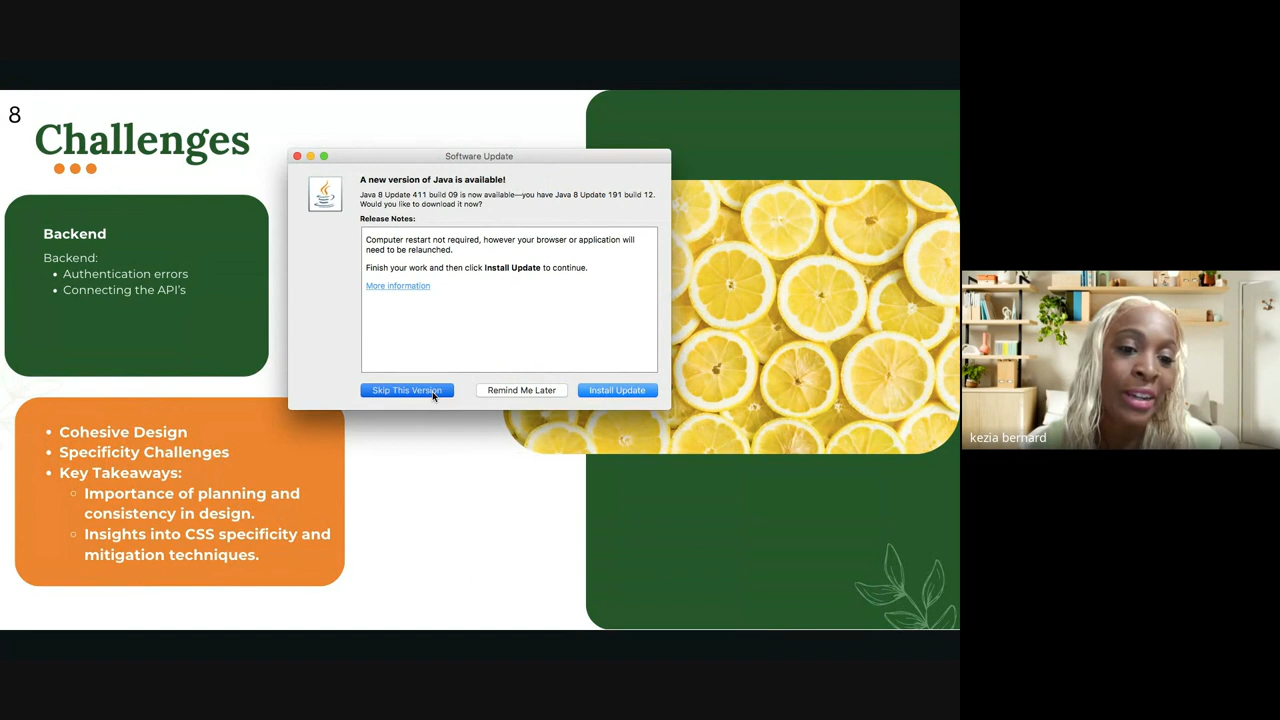 8
Challenges
Backend
Backend:
• Authentication errors
• Connecting the API's
• Cohesive Design
• Specificity Challenges
• Key Takeaways:
○ Importance of planning and
consistency in design.
○ Insights into CSS specificity and
mitigation techniques.
Software Update
A new version of Java is available!
Java 8 Update 411 build 09 is now available—you have Java 8 Update 191 build 12.
Would you like to download it now?
Release Notes:
Computer restart not required, however your browser or application will
need to be relaunched.
Finish your work and then click Install Update to continue.
More information
Skip This Version
Remind Me Later
Install Update
kezia bernard